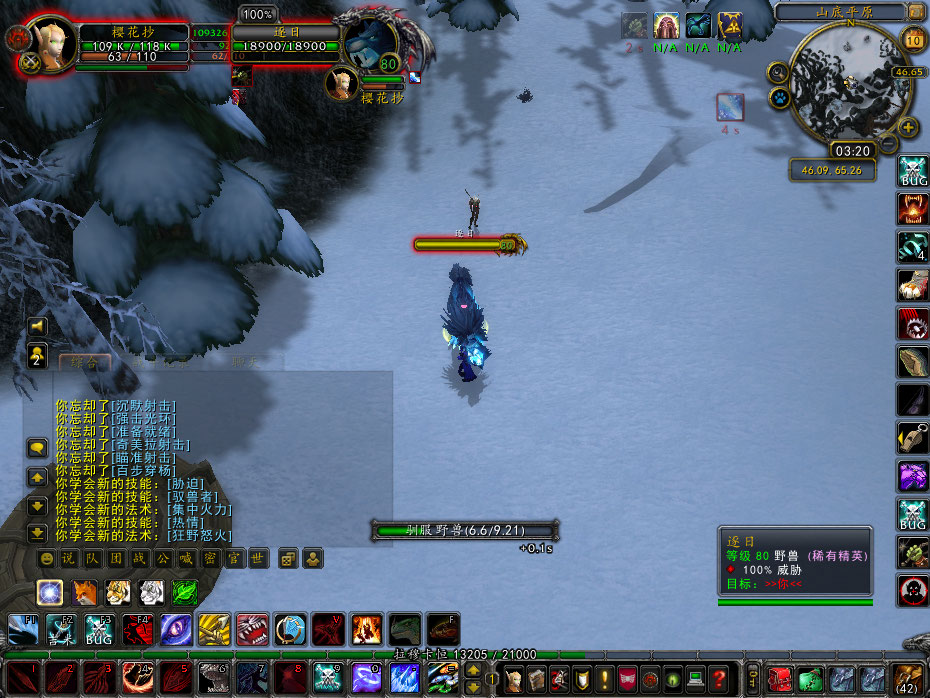 100%
樱花抄
109326
逐日
山底平原
N
109 K / 118 K
92
18900/18900
63 / 110
62/
10
80
樱花抄
2 s
N/A
N/A
N/A
10
46.65
4 s
03:20
46.09, 65.26
BUG
逐日
80
4
2
综合
你忘却了[沉默射击]
你忘却了[强击光环]
你忘却了[准备就绪]
你忘却了[奇美拉射击]
你忘却了[瞄准射击]
你忘却了[百步穿杨]
你学会新的技能：[胁迫]
你学会新的技能：[驭兽者]
你学会新的法术：[集中火力]
你学会新的技能：[热情]
你学会新的法术：[狂野怒火]
驯服野兽(6.6/9.21)
+0.1s
BUG
逐日
等级 80 野兽 (稀有精英)
100% 威胁
目标: >>你<<
说 队 团 战 公 喊 密 官 世
F1 F2 F3 F4 V F
BUG
拉穆卡恒 13205 / 21000
2 3 4 5 6 7 8 9 0
1
(42)